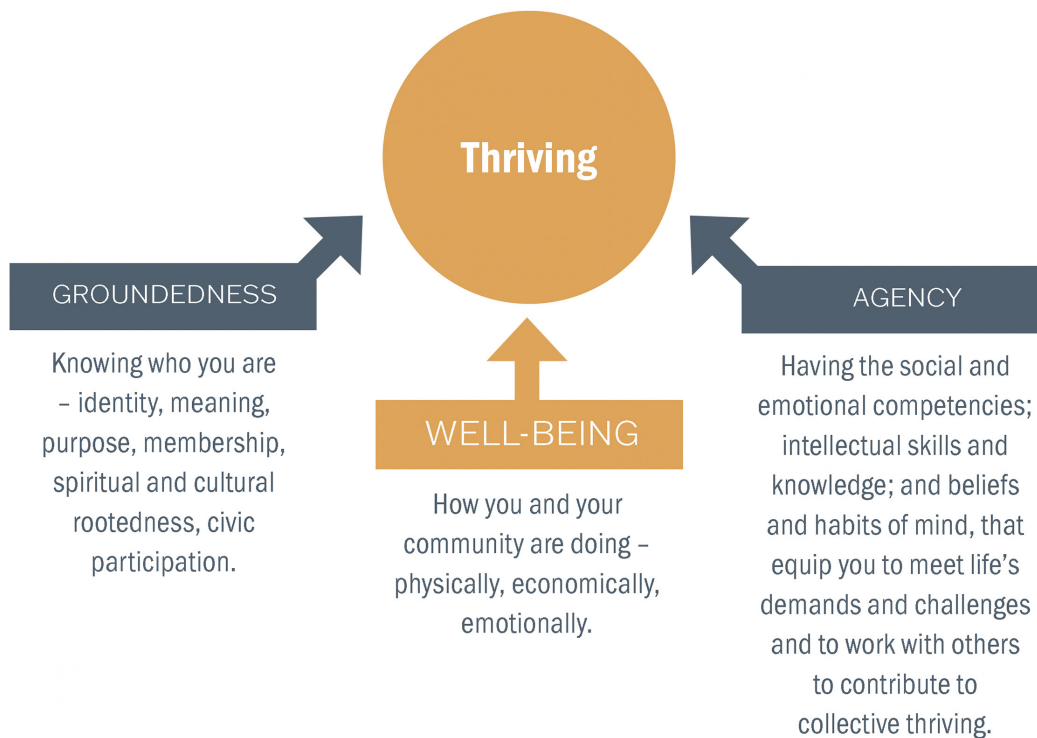 Thriving
GROUNDEDNESS
Knowing who you are
– identity, meaning,
purpose, membership,
spiritual and cultural
rootedness, civic
participation.
WELL-BEING
How you and your
community are doing –
physically, economically,
emotionally.
AGENCY
Having the social and
emotional competencies;
intellectual skills and
knowledge; and beliefs
and habits of mind, that
equip you to meet life’s
demands and challenges
and to work with others
to contribute to
collective thriving.